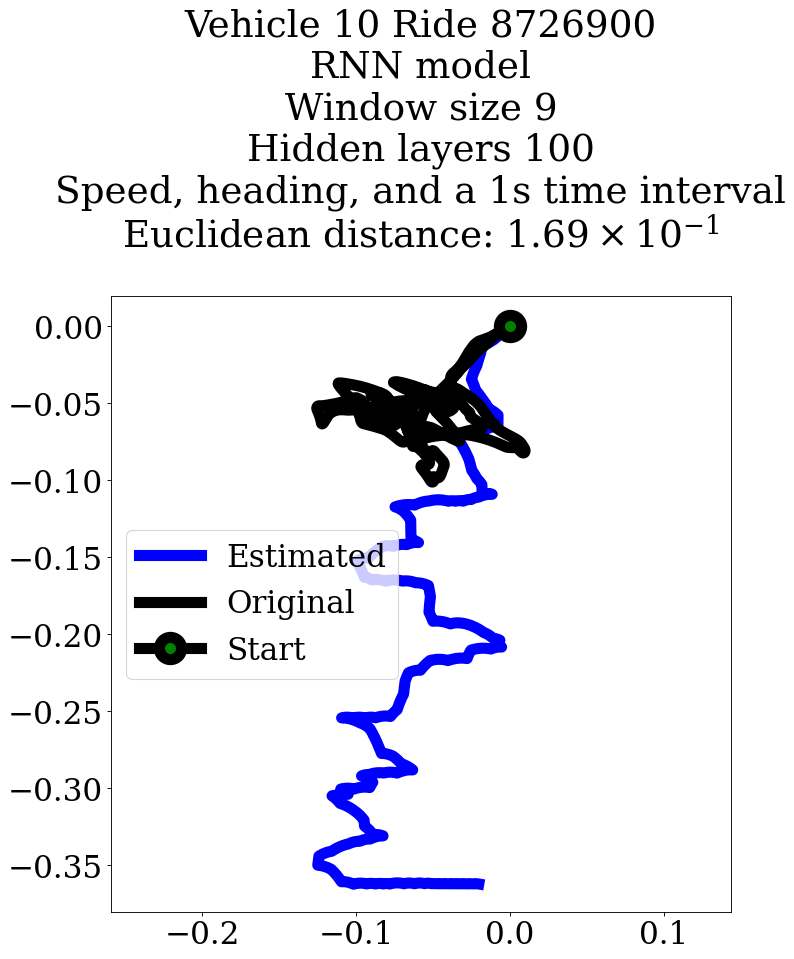 Vehicle 10 Ride 8726900
RNN model
Window size 9
Hidden layers 100
Speed, heading, and a 1s time interval
Euclidean distance: 1.69 × 10⁻¹
0.00
−0.05
−0.10
−0.15
−0.20
−0.25
−0.30
−0.35
Estimated
Original
Start
−0.2
−0.1
0.0
0.1